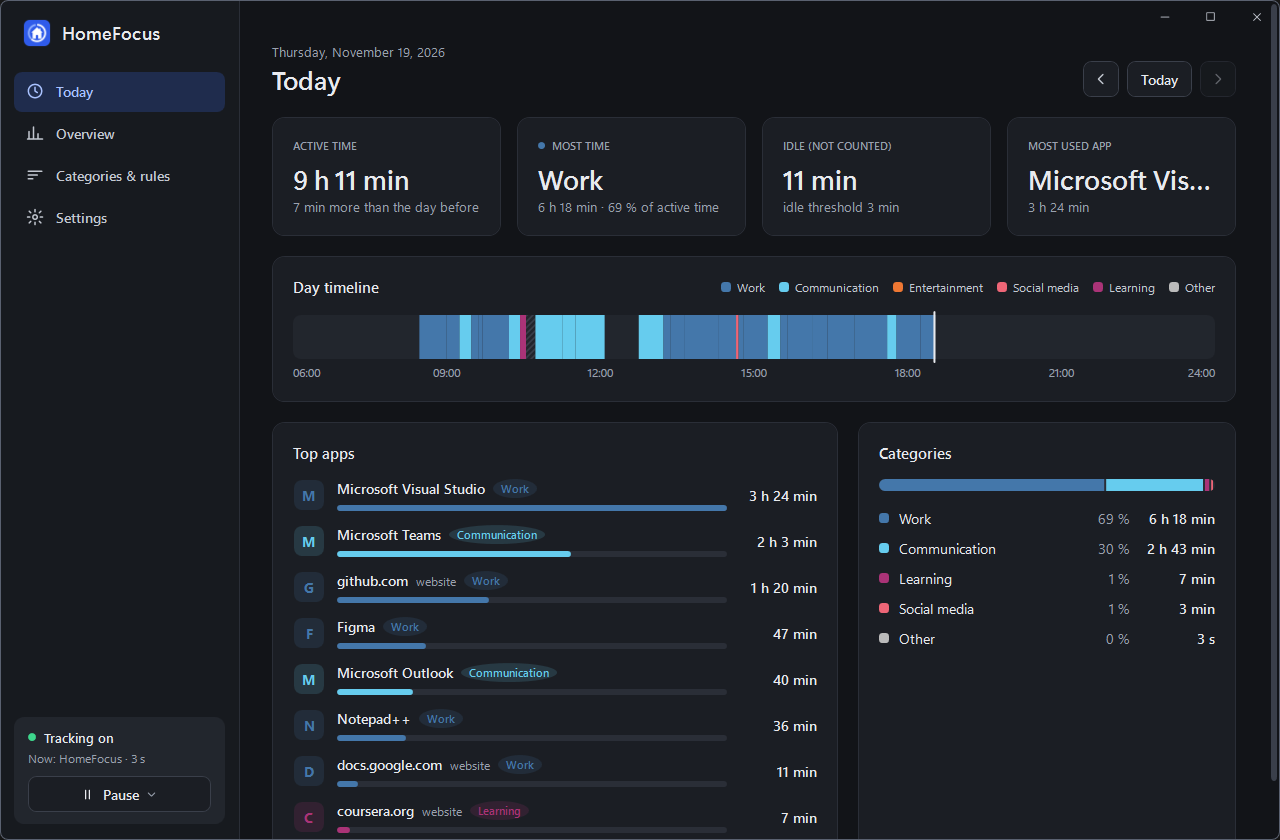 HomeFocus
Today
Overview
Categories & rules
Settings
Tracking on
Now: HomeFocus · 3 s
Pause
Thursday, November 19, 2026
Today
Today
ACTIVE TIME
9 h 11 min
7 min more than the day before
MOST TIME
Work
6 h 18 min · 69 % of active time
IDLE (NOT COUNTED)
11 min
idle threshold 3 min
MOST USED APP
Microsoft Vis...
3 h 24 min
Day timeline
Work Communication Entertainment Social media Learning Other
06:00 09:00 12:00 15:00 18:00 21:00 24:00
Top apps
M Microsoft Visual Studio Work 3 h 24 min
M Microsoft Teams Communication 2 h 3 min
G github.com website Work 1 h 20 min
F Figma Work 47 min
M Microsoft Outlook Communication 40 min
N Notepad++ Work 36 min
D docs.google.com website Work 11 min
C coursera.org website Learning 7 min
Categories
Work 69 % 6 h 18 min
Communication 30 % 2 h 43 min
Learning 1 % 7 min
Social media 1 % 3 min
Other 0 % 3 s